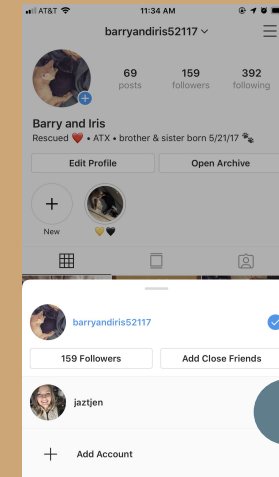 AT&T 11:34 AM
barryandiris52117
69 159 392
posts followers following
Barry and Iris
Rescued ❤️ • ATX • brother & sister born 5/21/17 🐾
Edit Profile Open Archive
New 💛🖤
barryandiris52117
159 Followers Add Close Friends
jaztjen
Add Account